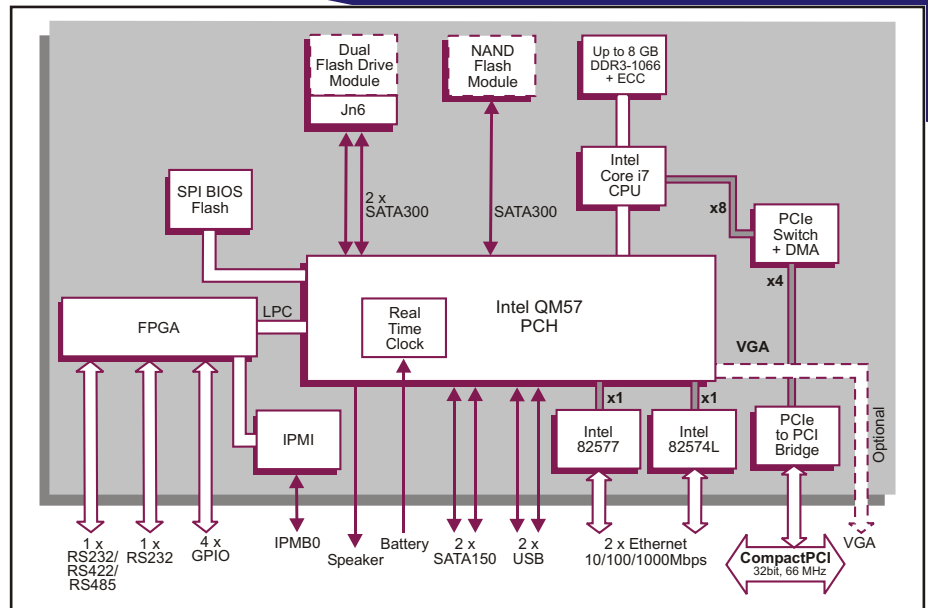 Dual
Flash Drive
Module
Jn6
NAND
Flash
Module
Up to 8 GB
DDR3-1066
+ ECC
Intel
Core i7
CPU
SPI BIOS
Flash
2 x
SATA300
SATA300
x8
PCIe
Switch
+ DMA
x4
FPGA
LPC
Real
Time
Clock
Intel QM57
PCH
VGA
x1
x1
Optional
IPMI
Intel
82577
Intel
82574L
PCIe
to PCI
Bridge
1 x
RS232/
RS422/
RS485
1 x
RS232
4 x
GPIO
IPMB0
Speaker
Battery
2 x
SATA150
2 x
USB
2 x Ethernet
10/100/1000Mbps
CompactPCI
32bit, 66 MHz
VGA